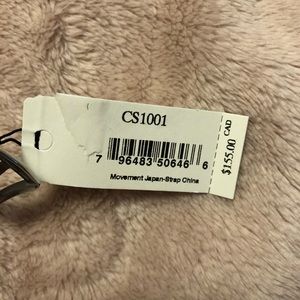 CS1001
7 96483 50646 6
Movement Japan-Strap China
$155.00 CAD